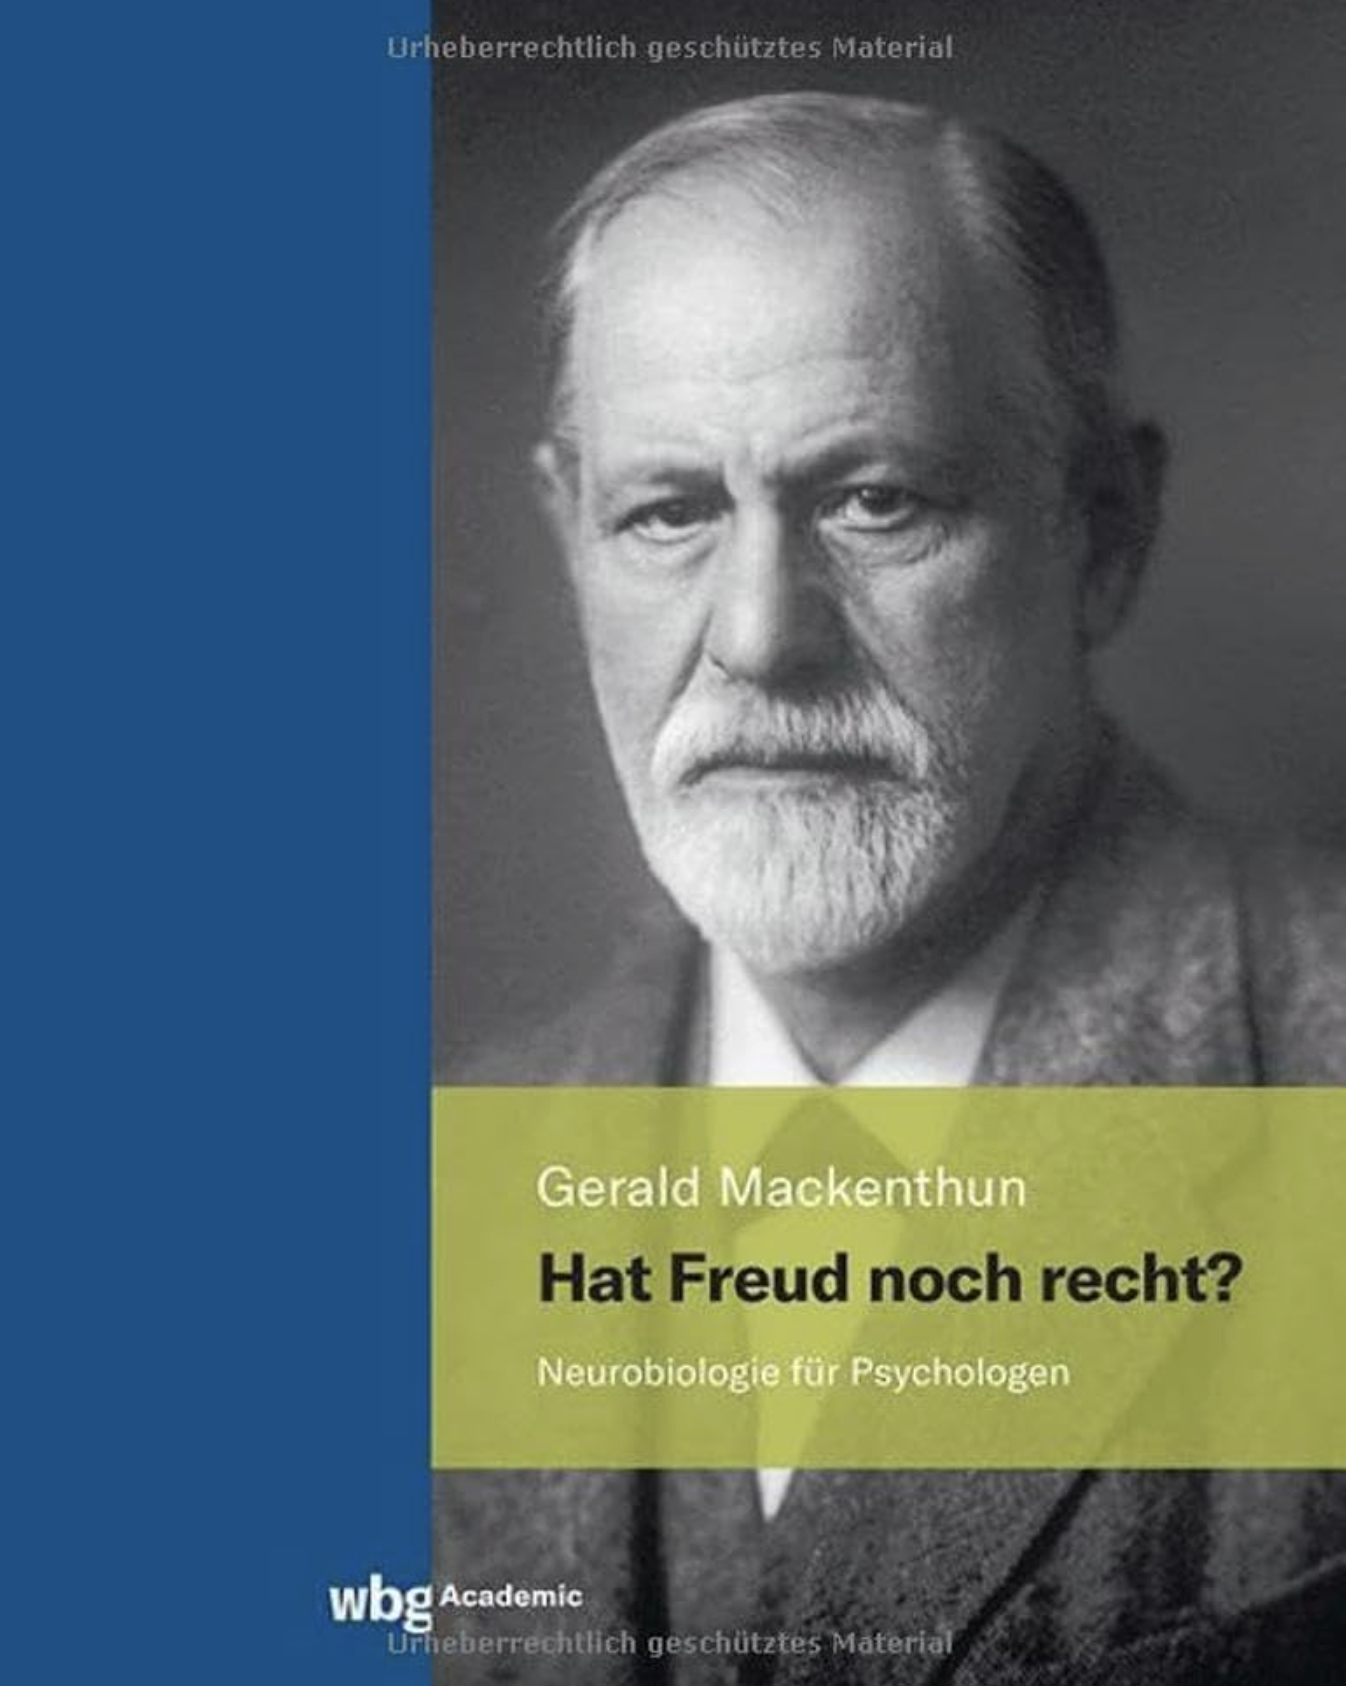 Urheberrechtlich geschütztes Material
Gerald Mackenthun
Hat Freud noch recht?
Neurobiologie für Psychologen
wbg Academic
Urheberrechtlich geschütztes Material